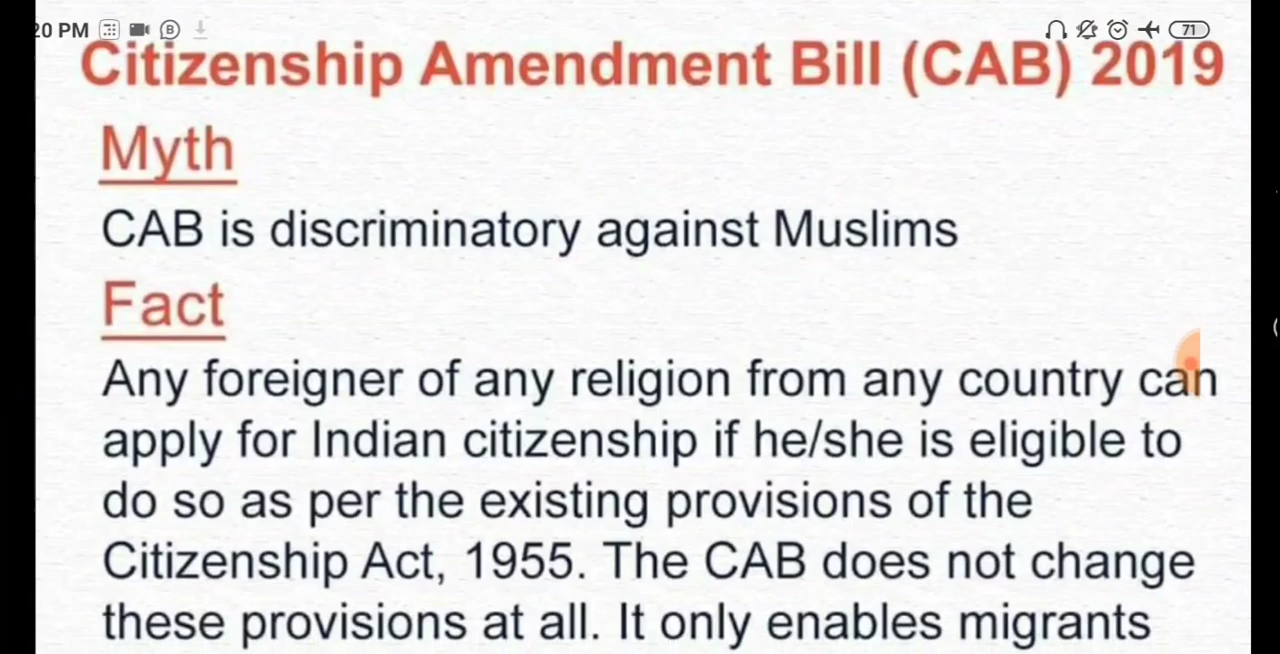 20 PM
71
Citizenship Amendment Bill (CAB) 2019
Myth
CAB is discriminatory against Muslims
Fact
Any foreigner of any religion from any country can
apply for Indian citizenship if he/she is eligible to
do so as per the existing provisions of the
Citizenship Act, 1955. The CAB does not change
these provisions at all. It only enables migrants